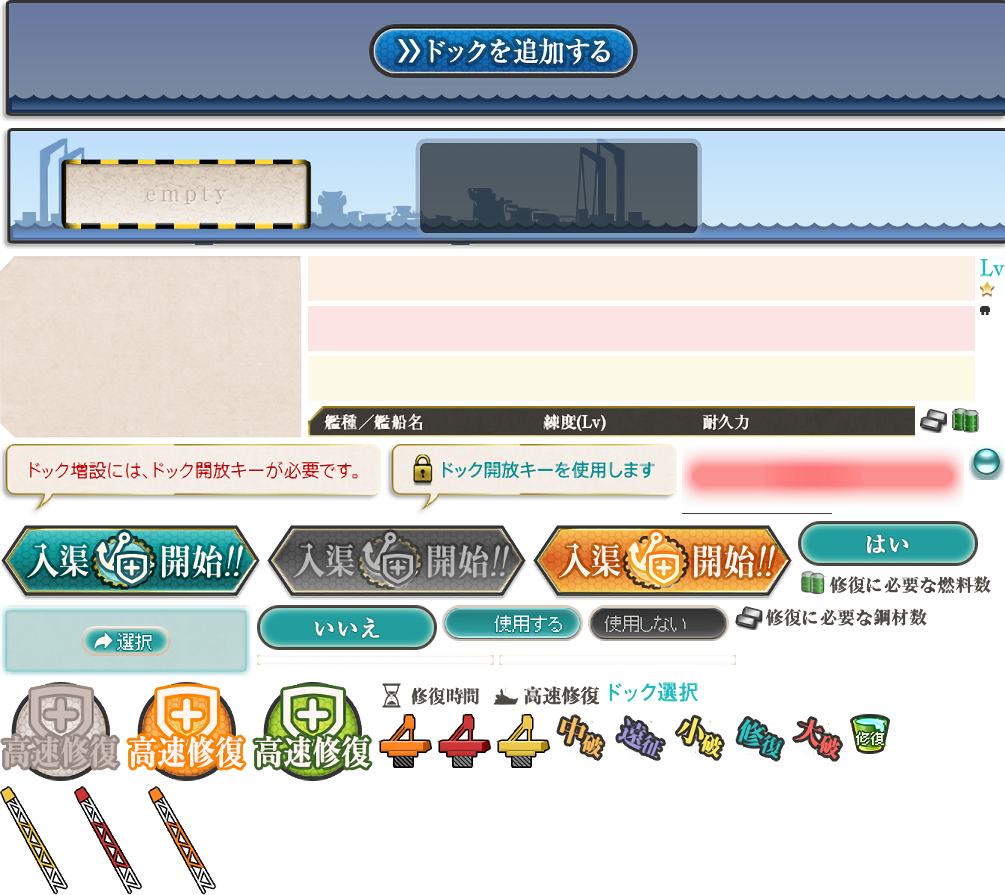 ドックを追加する
empty
Lv
艦種／艦船名 練度(Lv) 耐久力
ドック増設には、ドック開放キーが必要です。
ドック開放キーを使用します
入渠 開始!!
入渠 開始!!
入渠 開始!!
はい
修復に必要な燃料数
選択
いいえ
使用する
使用しない
修復に必要な鋼材数
高速修復
高速修復
高速修復
修復時間
高速修復
ドック選択
中破
遠征
小破
修復
大破
修復